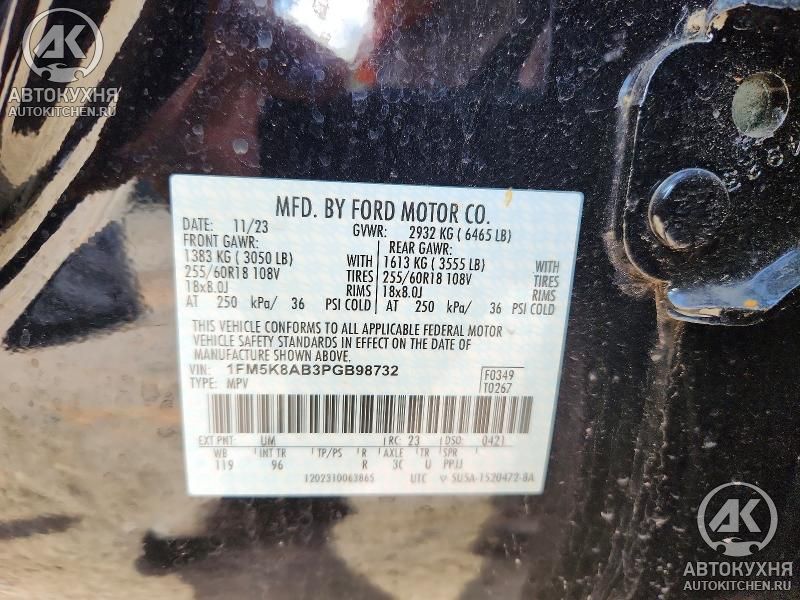 АК
АВТОКУХНЯ
AUTOKITCHEN.RU
MFD. BY FORD MOTOR CO.
DATE: 11/23 GVWR: 2932 KG ( 6465 LB)
FRONT GAWR: REAR GAWR:
1383 KG ( 3050 LB) WITH 1613 KG ( 3555 LB) WITH
255/60R18 108V TIRES 255/60R18 108V TIRES
18x8.0J RIMS 18x8.0J RIMS
AT 250 kPa/ 36 PSI COLD AT 250 kPa/ 36 PSI COLD
THIS VEHICLE CONFORMS TO ALL APPLICABLE FEDERAL MOTOR
VEHICLE SAFETY STANDARDS IN EFFECT ON THE DATE OF
MANUFACTURE SHOWN ABOVE.
VIN: 1FM5K8AB3PGB98732 F0349
TYPE: MPV T0267
EXT PNT: UM RC: 23 DSO: 0421
WB INT TR TP/PS R AXLE TR SPR
119 96 R 3C U PPJJ
1202310063865 UTC ▽ SU5A-1520472-8A
АК
АВТОКУХНЯ
AUTOKITCHEN.RU